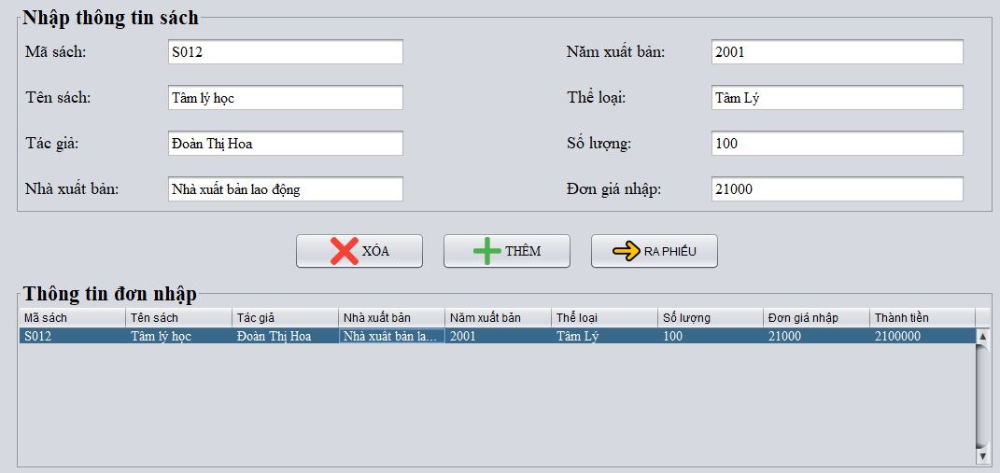 Nhập thông tin sách
Mã sách: S012 Năm xuất bản: 2001
Tên sách: Tâm lý học Thể loại: Tâm Lý
Tác giả: Đoàn Thị Hoa Số lượng: 100
Nhà xuất bản: Nhà xuất bản lao động Đơn giá nhập: 21000
XÓA THÊM RA PHIẾU
Thông tin đơn nhập
Mã sách Tên sách Tác giả Nhà xuất bản Năm xuất bản Thể loại Số lượng Đơn giá nhập Thành tiền
S012 Tâm lý học Đoàn Thị Hoa Nhà xuất bản la... 2001 Tâm Lý 100 21000 2100000